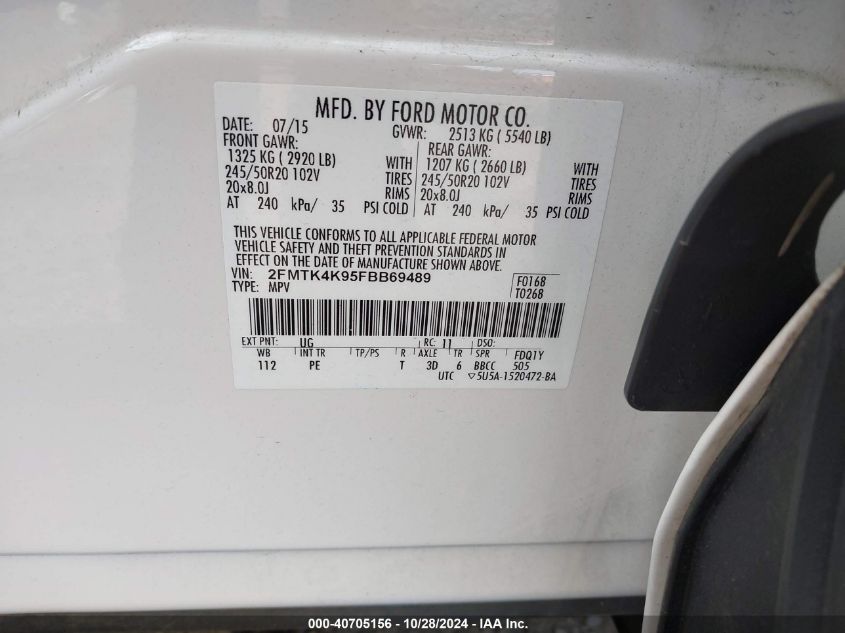 MFD. BY FORD MOTOR CO.
DATE: 07/15 GVWR: 2513 KG ( 5540 LB)
FRONT GAWR: REAR GAWR:
1325 KG ( 2920 LB) WITH 1207 KG ( 2660 LB) WITH
245/50R20 102V TIRES 245/50R20 102V TIRES
20x8.0J RIMS 20x8.0J RIMS
AT 240 kPa/ 35 PSI COLD AT 240 kPa/ 35 PSI COLD
THIS VEHICLE CONFORMS TO ALL APPLICABLE FEDERAL MOTOR
VEHICLE SAFETY AND THEFT PREVENTION STANDARDS IN
EFFECT ON THE DATE OF MANUFACTURE SHOWN ABOVE.
VIN: 2FMTK4K95FBB69489 F0168
TYPE: MPV T0268
EXT PNT: UG RC: 11 DSO:
WB INT TR TP/PS R AXLE TR SPR FDQ1Y
112 PE T 3D 6 BBCC 505
UTC ▽5U5A-1520472-BA
000-40705156 - 10/28/2024 - IAA Inc.